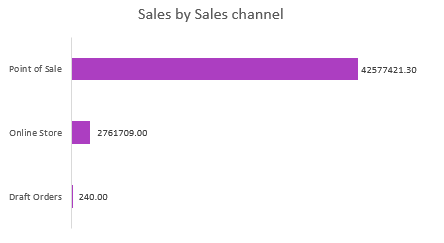 Sales by Sales channel
Point of Sale 42577421.30
Online Store 2761709.00
Draft Orders 240.00